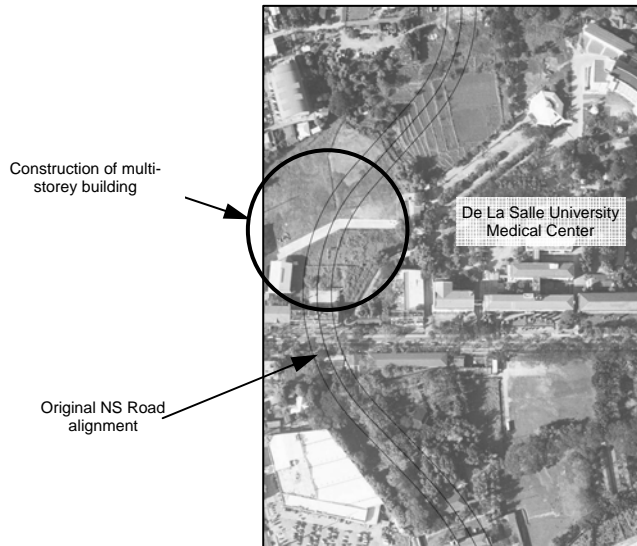 Construction of multi-
storey building
De La Salle University
Medical Center
Original NS Road
alignment